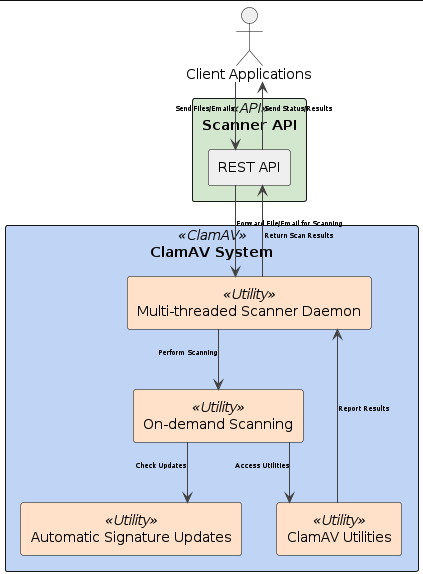 Client Applications
Send Files/Emails
Send Status/Results
«API»
Scanner API
REST API
Forward File/Email for Scanning
Return Scan Results
«ClamAV»
ClamAV System
«Utility»
Multi-threaded Scanner Daemon
Perform Scanning
Report Results
«Utility»
On-demand Scanning
Check Updates
Access Utilities
«Utility»
Automatic Signature Updates
«Utility»
ClamAV Utilities